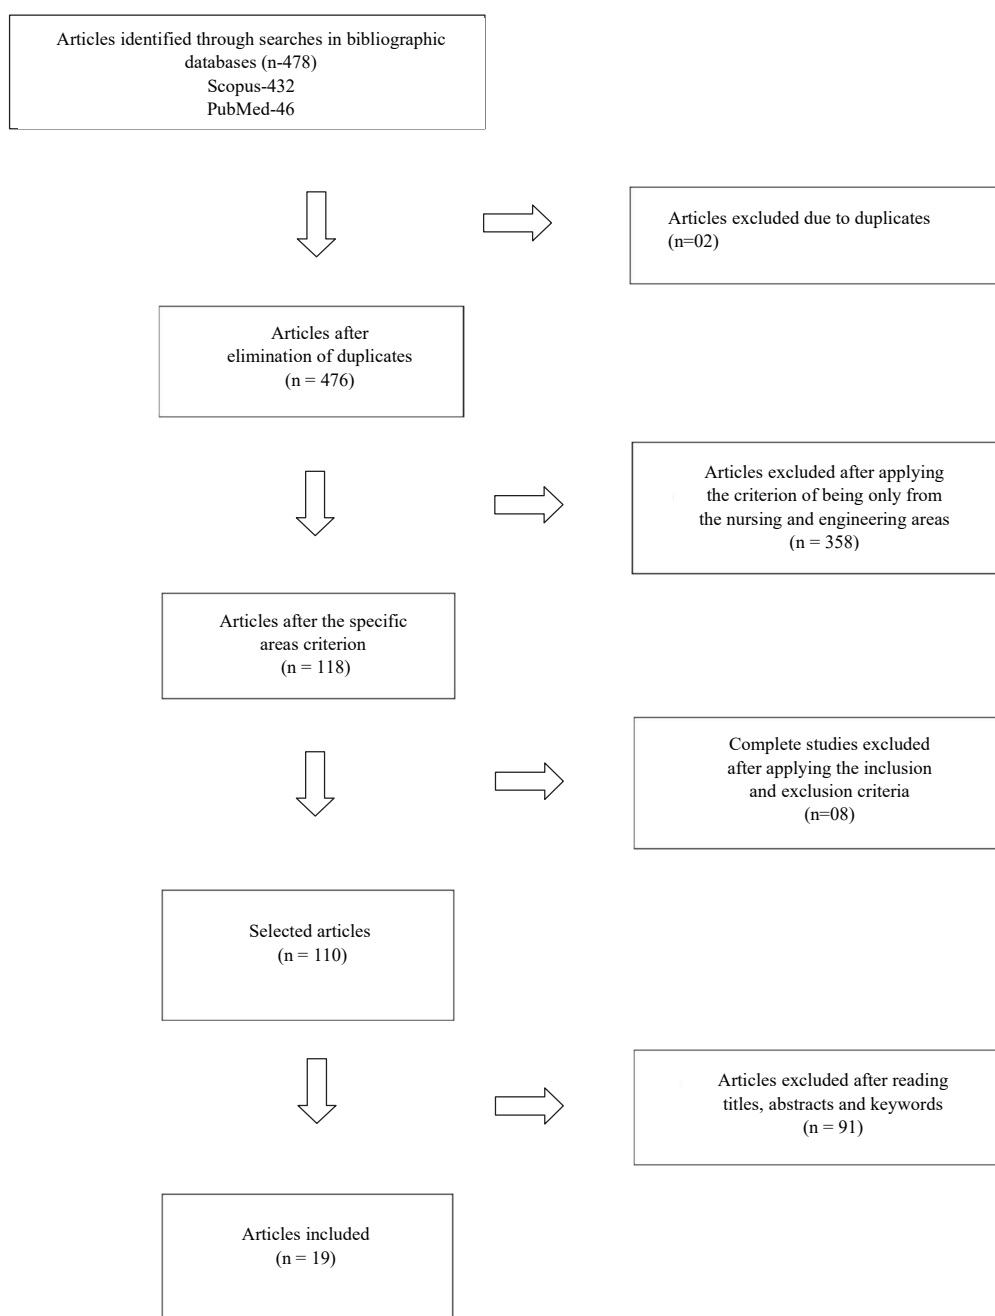 Articles identified through searches in bibliographic
databases (n-478)
Scopus-432
PubMed-46
Articles excluded due to duplicates
(n=02)
Articles after
elimination of duplicates
(n = 476)
Articles excluded after applying
the criterion of being only from
the nursing and engineering areas
(n = 358)
Articles after the specific
areas criterion
(n = 118)
Complete studies excluded
after applying the inclusion
and exclusion criteria
(n=08)
Selected articles
(n = 110)
Articles excluded after reading
titles, abstracts and keywords
(n = 91)
Articles included
(n = 19)